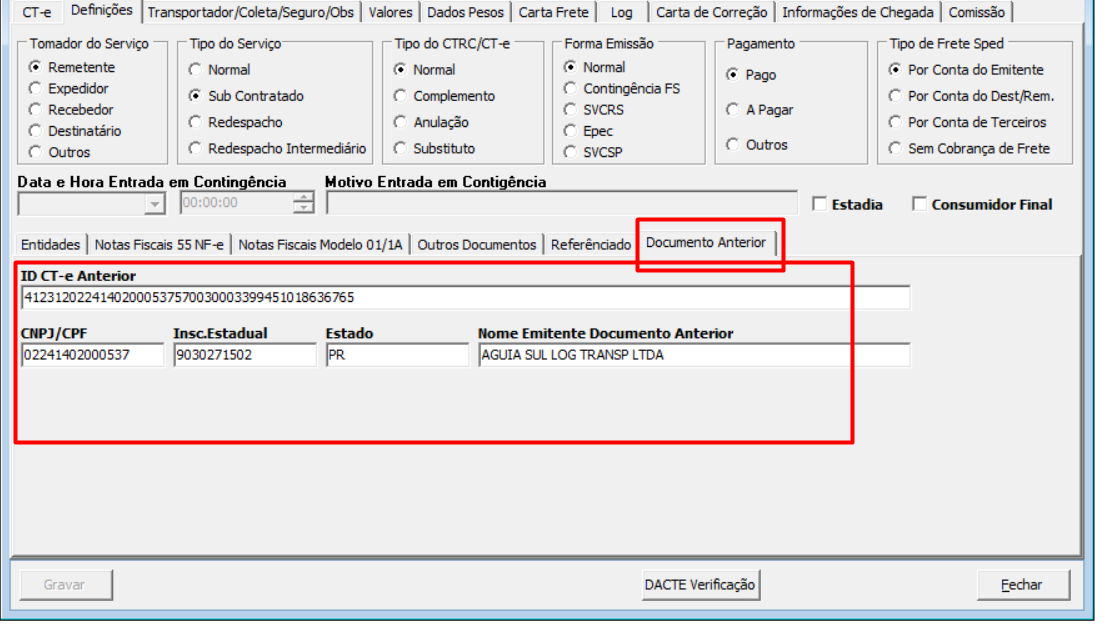 CT-e Definições Transportador/Coleta/Seguro/Obs Valores Dados Pesos Carta Frete Log Carta de Correção Informações de Chegada Comissão
Tomador do Serviço
Remetente
Expedidor
Recebedor
Destinatário
Outros
Tipo do Serviço
Normal
Sub Contratado
Redespacho
Redespacho Intermediário
Tipo do CTRC/CT-e
Normal
Complemento
Anulação
Substituto
Forma Emissão
Normal
Contingência FS
SVCRS
Epec
SVCSP
Pagamento
Pago
A Pagar
Outros
Tipo de Frete Sped
Por Conta do Emitente
Por Conta do Dest/Rem.
Por Conta de Terceiros
Sem Cobrança de Frete
Data e Hora Entrada em Contingência Motivo Entrada em Contigência
00:00:00 Estadia Consumidor Final
Entidades Notas Fiscais 55 NF-e Notas Fiscais Modelo 01/1A Outros Documentos Referênciado Documento Anterior
ID CT-e Anterior
41231202241402000537570030003399451018636765
CNPJ/CPF Insc.Estadual Estado Nome Emitente Documento Anterior
02241402000537 9030271502 PR AGUIA SUL LOG TRANSP LTDA
Gravar DACTE Verificação Fechar